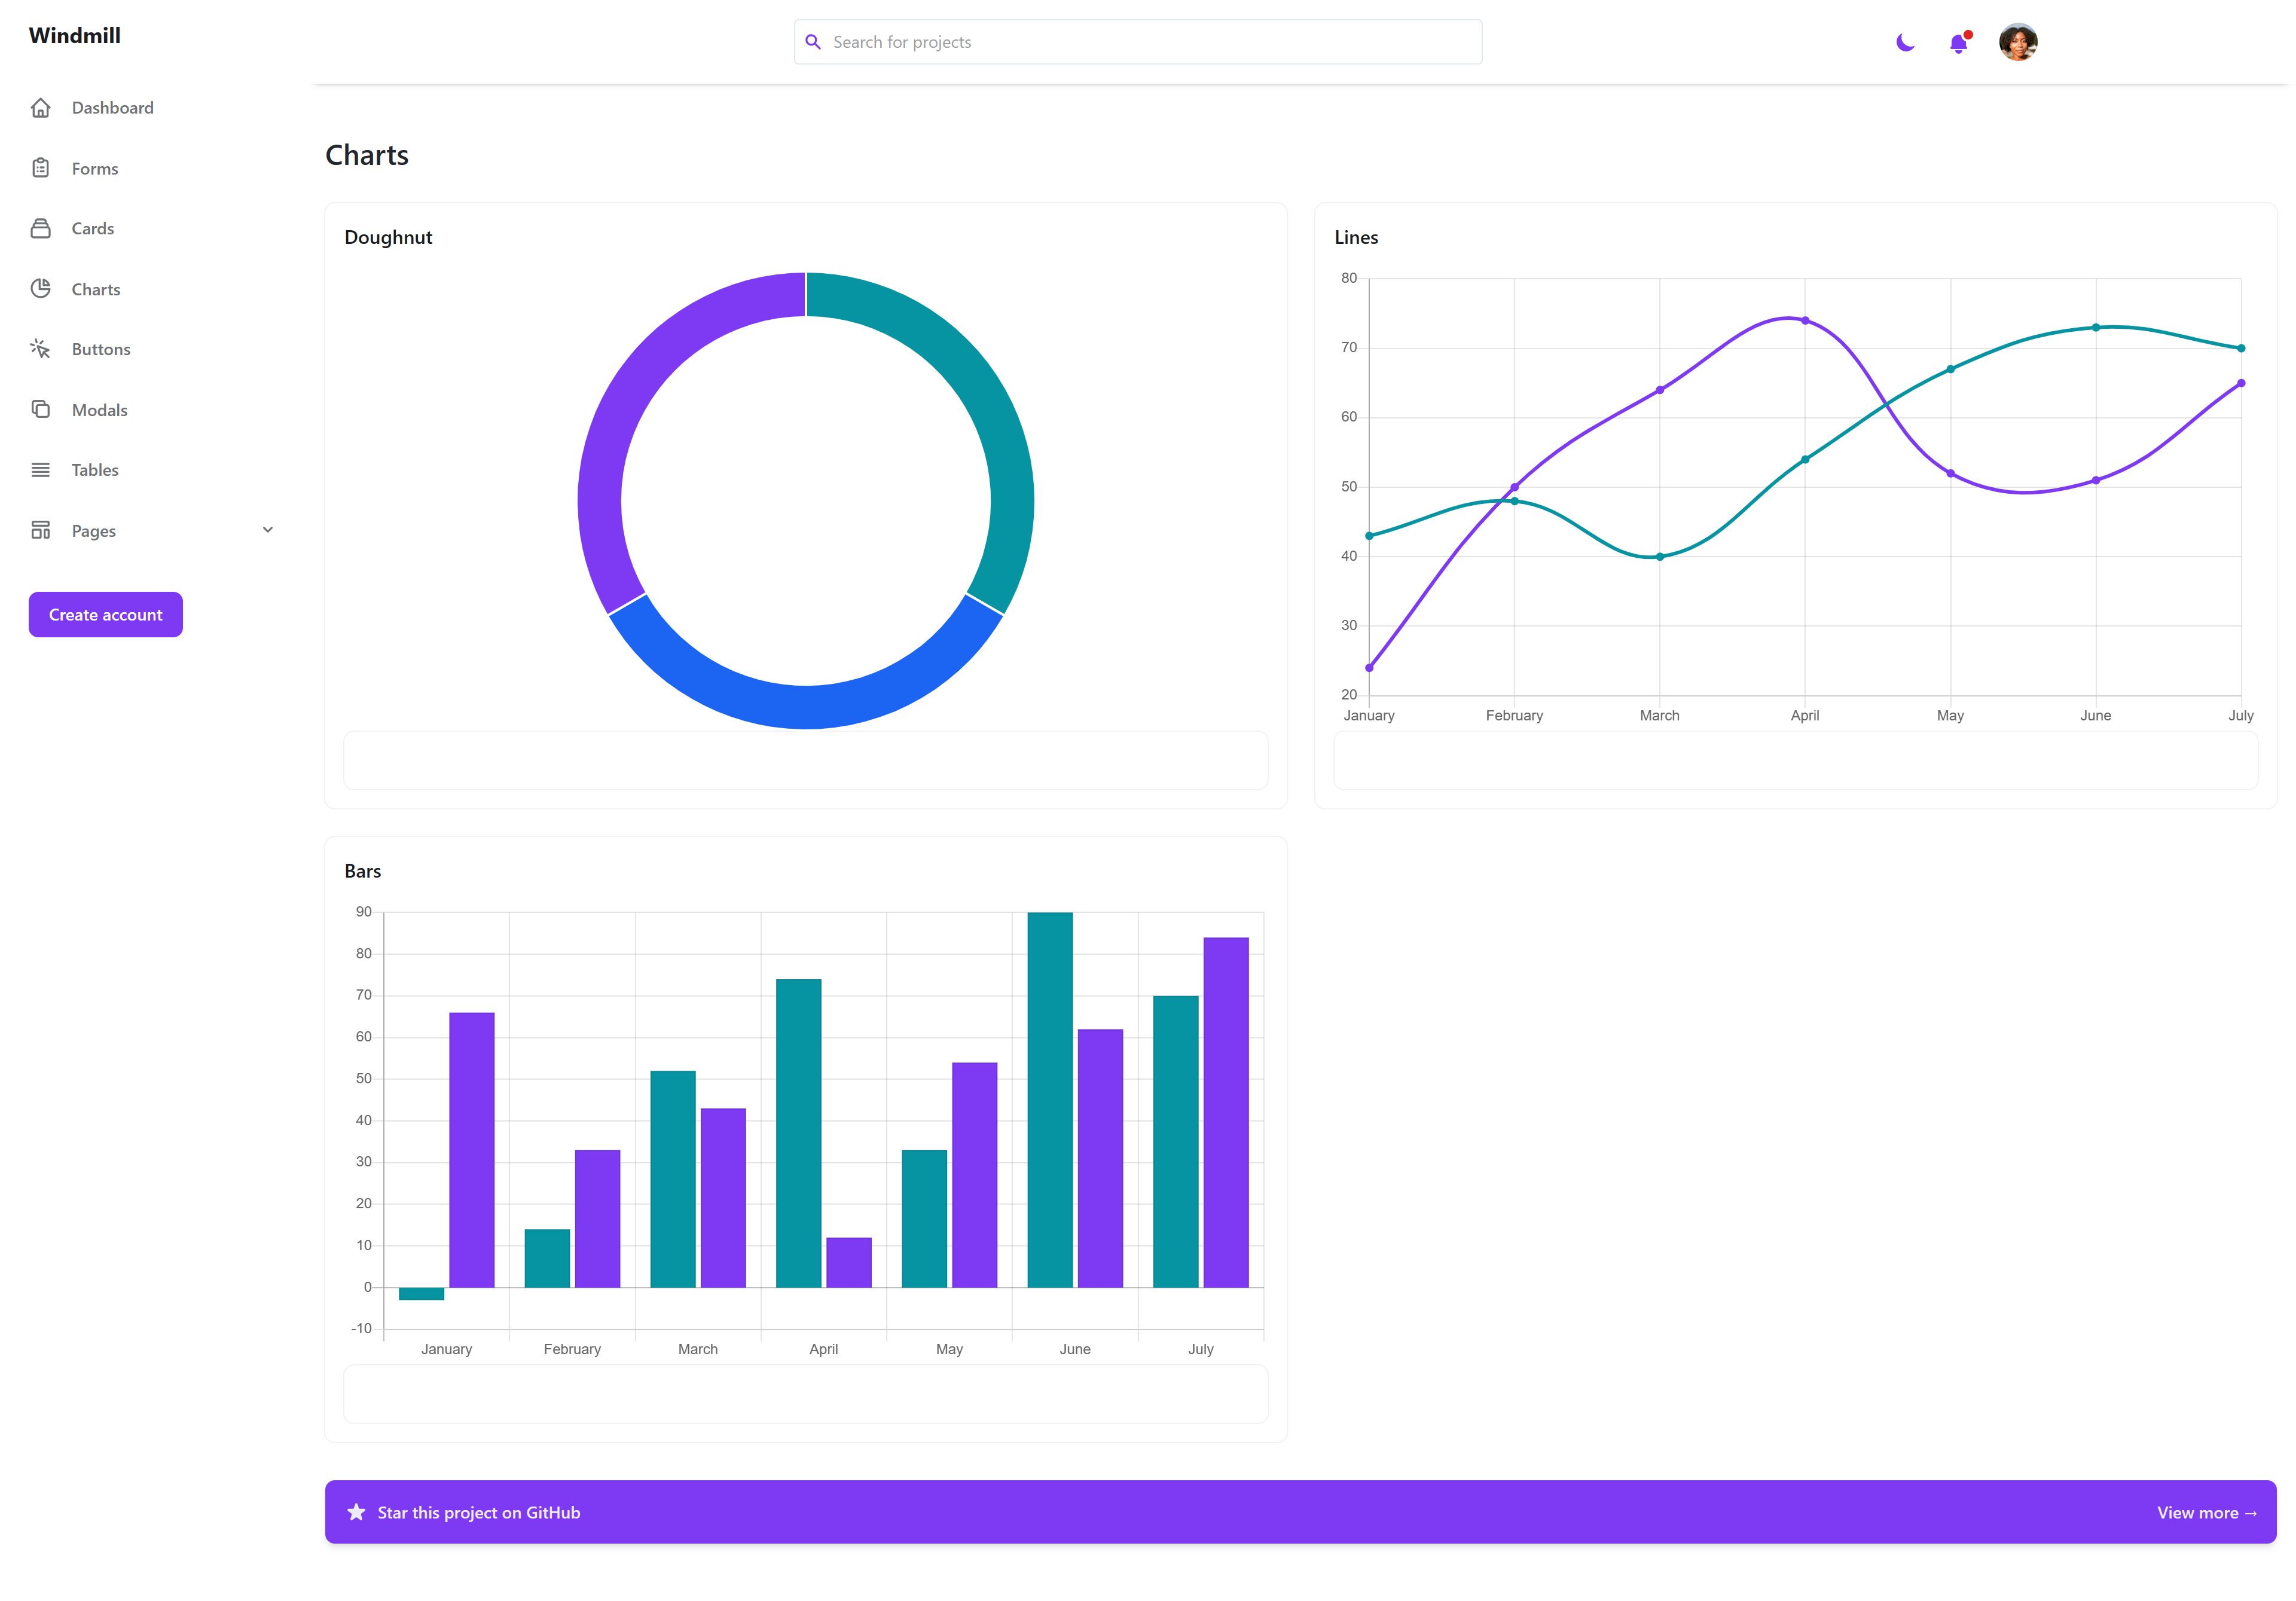 Windmill
Search for projects
Dashboard
Forms
Cards
Charts
Buttons
Modals
Tables
Pages
Create account
Charts
Doughnut
Lines
80
70
60
50
40
30
20
January February March April May June July
Bars
90
80
70
60
50
40
30
20
10
0
-10
January February March April May June July
Star this project on GitHub
View more →